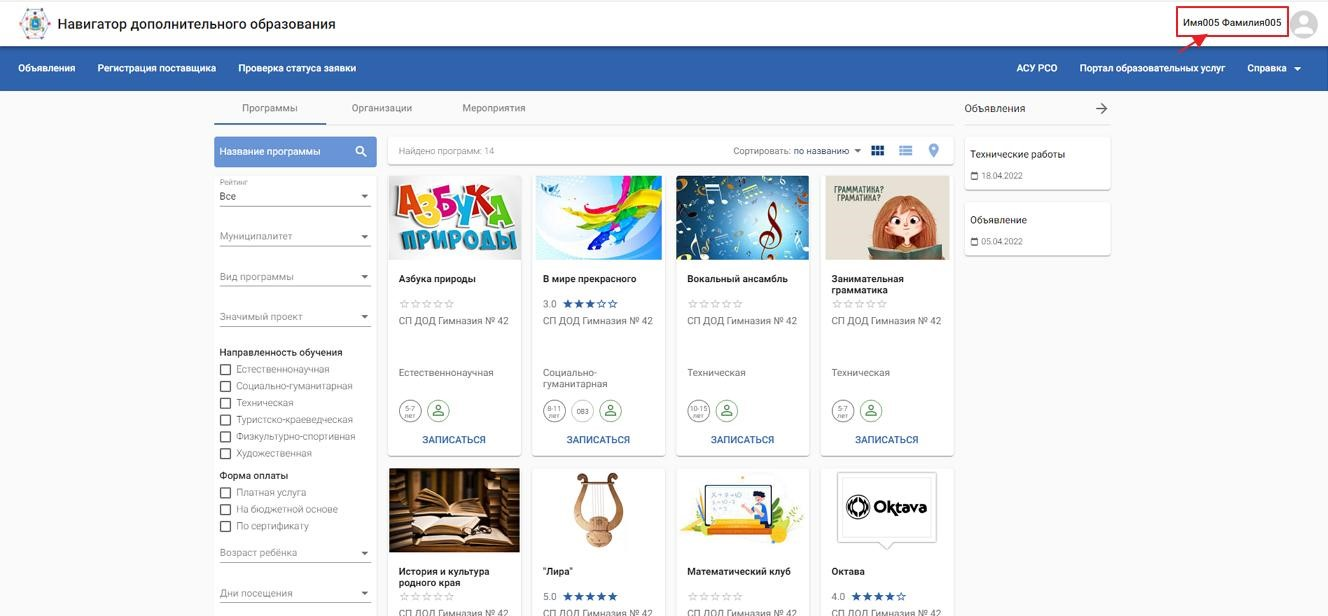 Навигатор дополнительного образования
Имя005 Фамилия005
Объявления Регистрация поставщика Проверка статуса заявки АСУ РСО Портал образовательных услуг Справка
Программы Организации Мероприятия Объявления
Название программы
Найдено программ: 14 Сортировать: по названию
Рейтинг
Все
Муниципалитет
Вид программы
Значимый проект
Направленность обучения
Естественнонаучная
Социально-гуманитарная
Техническая
Туристско-краеведческая
Физкультурно-спортивная
Художественная
Форма оплаты
Платная услуга
На бюджетной основе
По сертификату
Возраст ребёнка
Дни посещения
АЗБУКА
ПРИРОДЫ
Азбука природы
СП ДОД Гимназия № 42
Естественнонаучная
5-7
лет
ЗАПИСАТЬСЯ
В мире прекрасного
3.0
СП ДОД Гимназия № 42
Социально-
гуманитарная
8-11
лет
ОВЗ
ЗАПИСАТЬСЯ
Вокальный ансамбль
СП ДОД Гимназия № 42
Техническая
10-15
лет
ЗАПИСАТЬСЯ
ГРАММАТИКА?
ГРАМАТИКА?
Занимательная
грамматика
СП ДОД Гимназия № 42
Техническая
5-7
лет
ЗАПИСАТЬСЯ
История и культура
родного края
СП ДОД Гимназия № 42
"Лира"
5.0
СП ДОД Гимназия № 42
Математический клуб
СП ДОД Гимназия № 42
Oktava
Октава
4.0
СП ДОД Гимназия № 42
Технические работы
18.04.2022
Объявление
05.04.2022